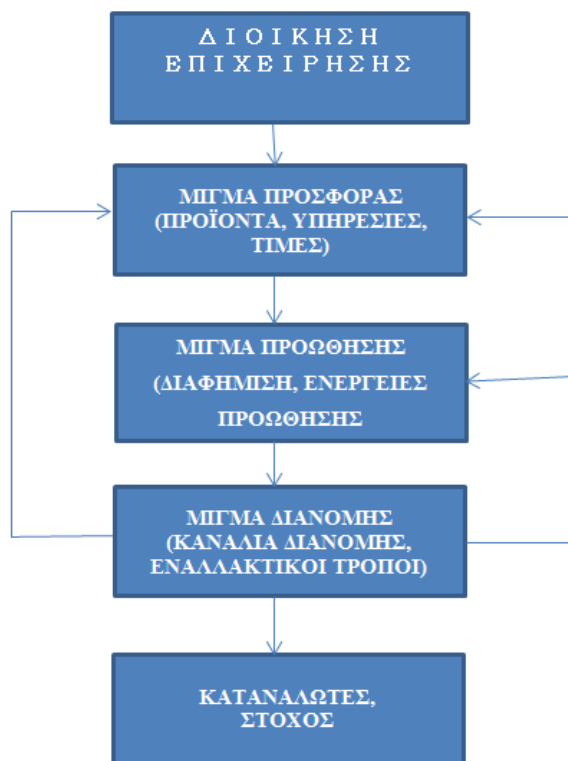 Δ Ι Ο Ι Κ Η Σ Η
Ε Π Ι Χ Ε Ι Ρ Η Σ Η Σ
ΜΙΓΜΑ ΠΡΟΣΦΟΡΑΣ
(ΠΡΟΪΟΝΤΑ, ΥΠΗΡΕΣΙΕΣ,
ΤΙΜΕΣ)
ΜΙΓΜΑ ΠΡΟΩΘΗΣΗΣ
(ΔΙΑΦΗΜΙΣΗ, ΕΝΕΡΓΕΙΕΣ
ΠΡΟΩΘΗΣΗΣ
ΜΙΓΜΑ ΔΙΑΝΟΜΗΣ
(ΚΑΝΑΛΙΑ ΔΙΑΝΟΜΗΣ,
ΕΝΑΛΛΑΚΤΙΚΟΙ ΤΡΟΠΟΙ)
ΚΑΤΑΝΑΛΩΤΕΣ,
ΣΤΟΧΟΣ